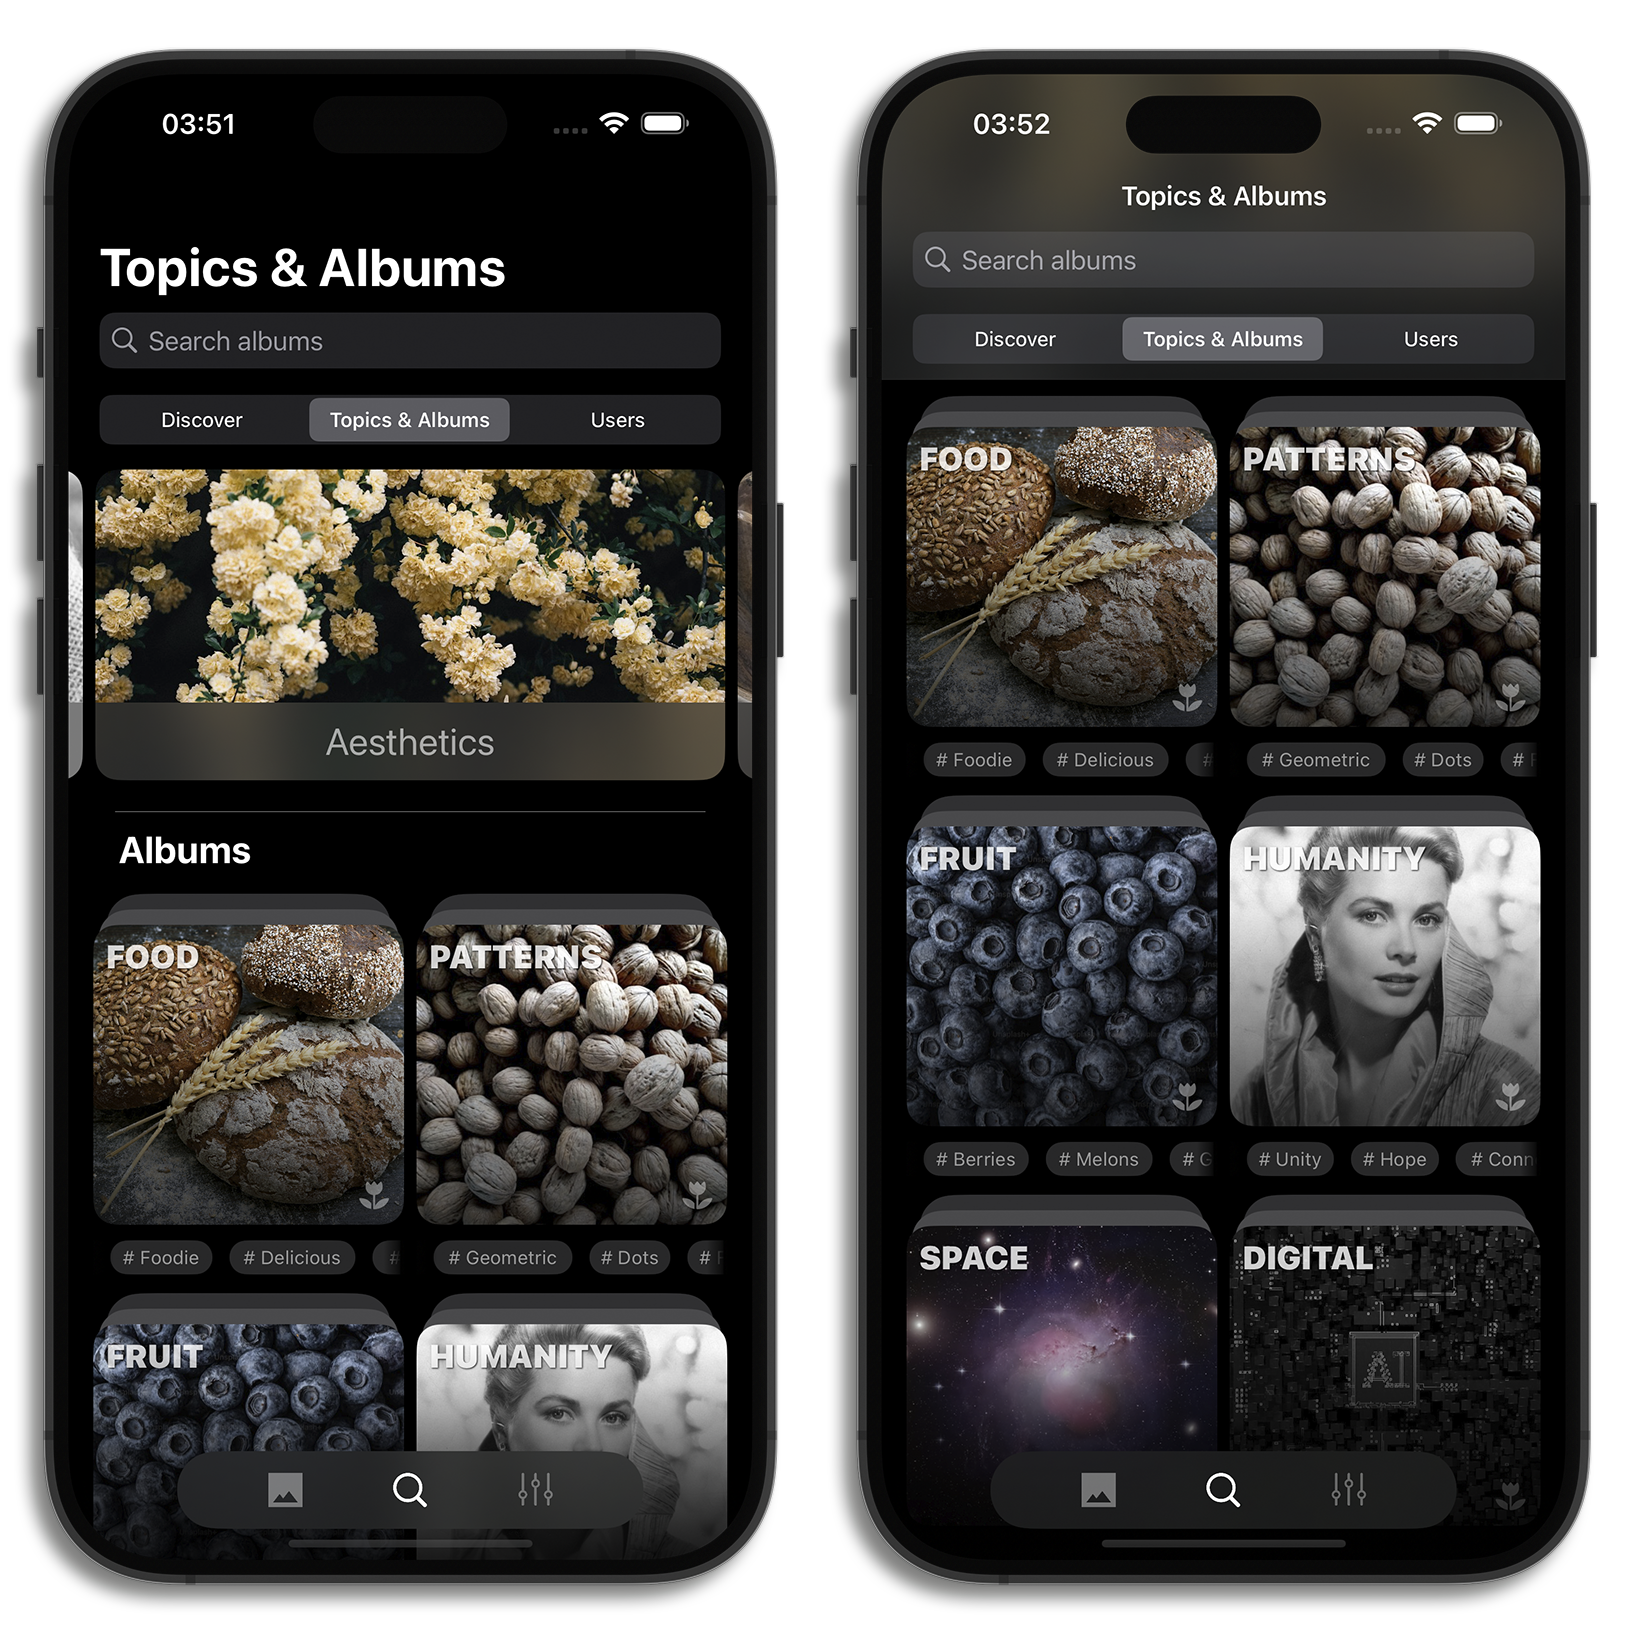 03:51
Topics & Albums
Search albums
Discover Topics & Albums Users
Aesthetics
Albums
FOOD PATTERNS
# Foodie # Delicious # # Geometric # Dots #
FRUIT HUMANITY
03:52
Topics & Albums
Search albums
Discover Topics & Albums Users
FOOD PATTERNS
# Foodie # Delicious # # Geometric # Dots #
FRUIT HUMANITY
# Berries # Melons # G # Unity # Hope # Conn
SPACE DIGITAL
AI